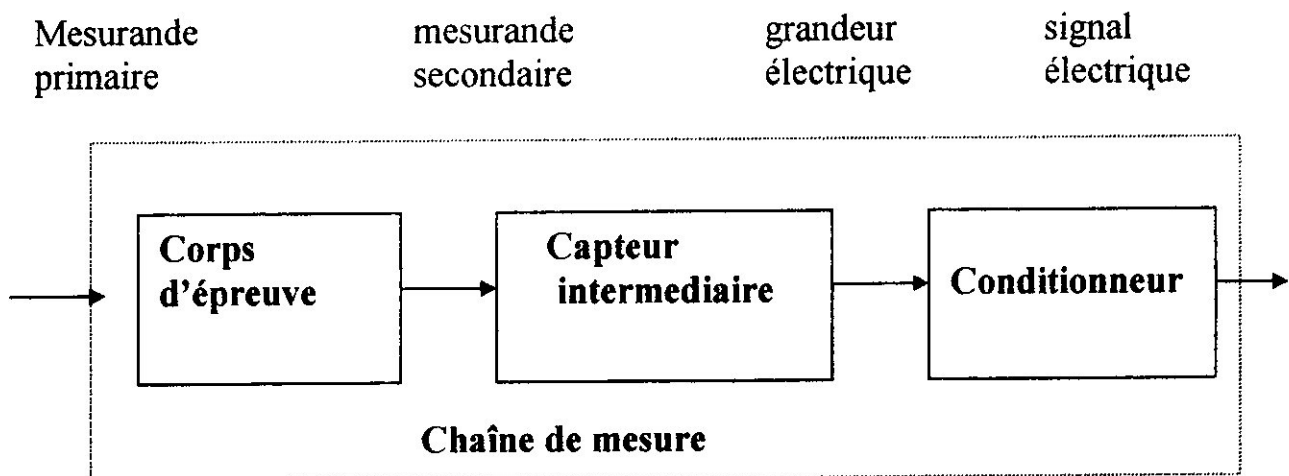 Mesurande
primaire
mesurande
secondaire
grandeur
électrique
signal
électrique
Corps
d'épreuve
Capteur
intermediaire
Conditionneur
Chaîne de mesure